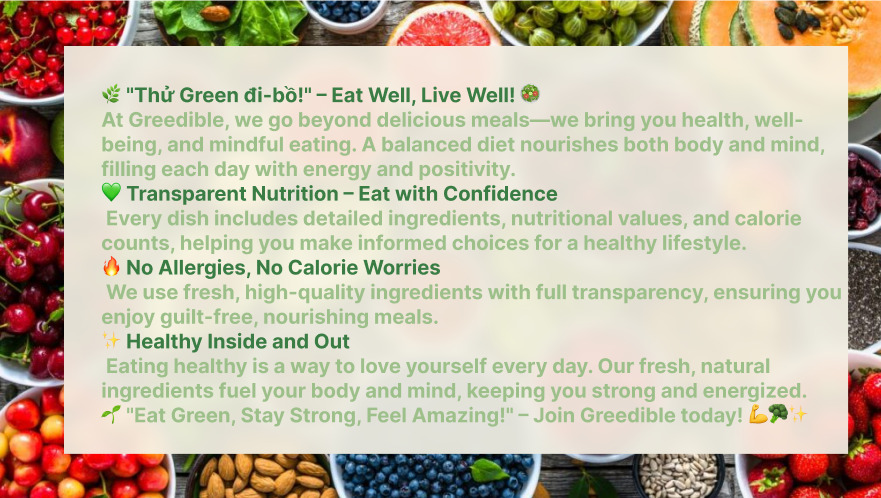 🌿 "Thử Green đi-bồ!" – Eat Well, Live Well! 🥗
At Greedible, we go beyond delicious meals—we bring you health, well-
being, and mindful eating. A balanced diet nourishes both body and mind,
filling each day with energy and positivity.
💚 Transparent Nutrition – Eat with Confidence
Every dish includes detailed ingredients, nutritional values, and calorie
counts, helping you make informed choices for a healthy lifestyle.
🔥 No Allergies, No Calorie Worries
We use fresh, high-quality ingredients with full transparency, ensuring you
enjoy guilt-free, nourishing meals.
✨ Healthy Inside and Out
Eating healthy is a way to love yourself every day. Our fresh, natural
ingredients fuel your body and mind, keeping you strong and energized.
🌱 "Eat Green, Stay Strong, Feel Amazing!" – Join Greedible today! 💪🥦✨